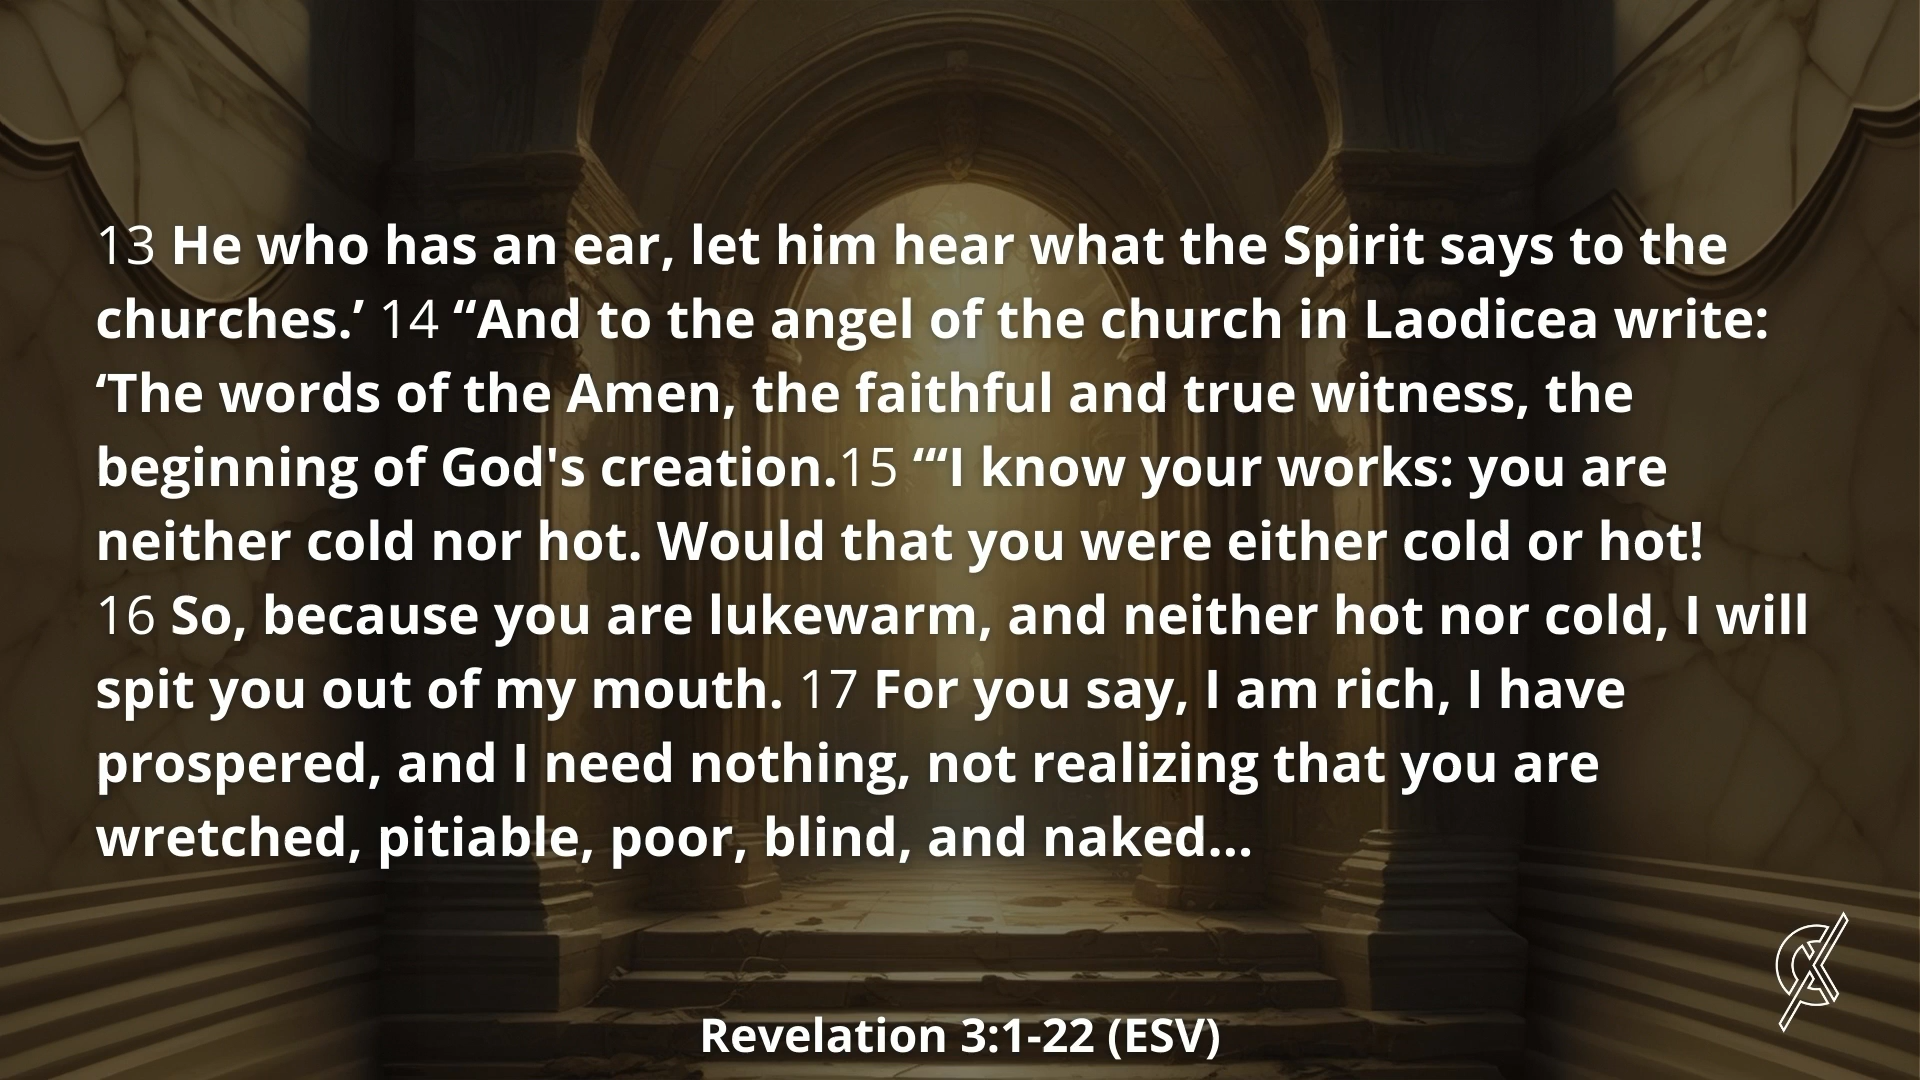 13 He who has an ear, let him hear what the Spirit says to the
churches.’ 14 “And to the angel of the church in Laodicea write:
‘The words of the Amen, the faithful and true witness, the
beginning of God's creation.15 “‘I know your works: you are
neither cold nor hot. Would that you were either cold or hot!
16 So, because you are lukewarm, and neither hot nor cold, I will
spit you out of my mouth. 17 For you say, I am rich, I have
prospered, and I need nothing, not realizing that you are
wretched, pitiable, poor, blind, and naked...
Revelation 3:1-22 (ESV)